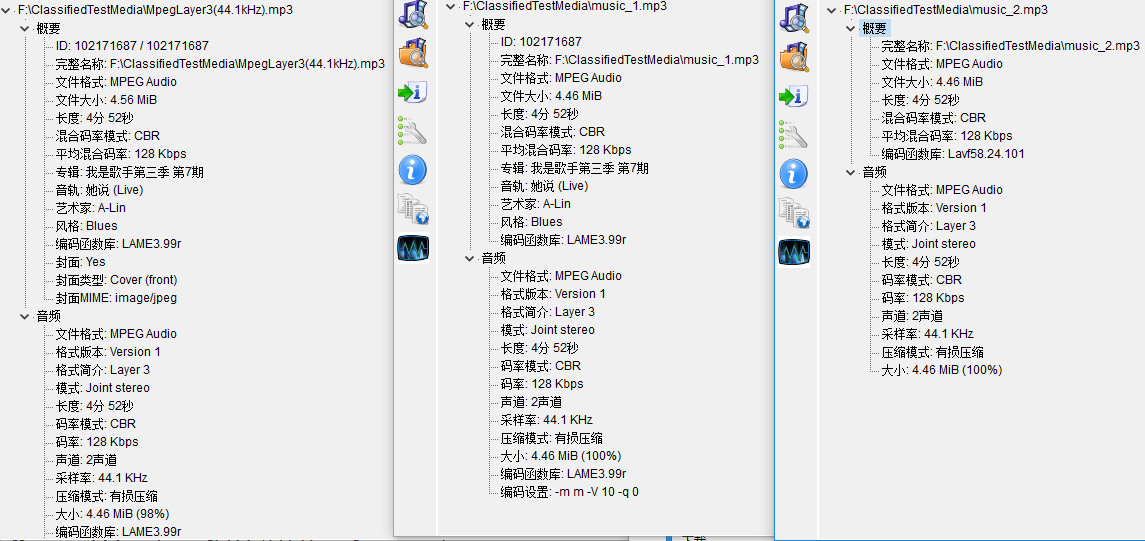 F:\ClassifiedTestMedia\MpegLayer3(44.1kHz).mp3
概要
ID: 102171687 / 102171687
完整名称: F:\ClassifiedTestMedia\MpegLayer3(44.1kHz).mp3
文件格式: MPEG Audio
文件大小: 4.56 MiB
长度: 4分 52秒
混合码率模式: CBR
平均混合码率: 128 Kbps
专辑: 我是歌手第三季 第7期
音轨: 她说 (Live)
艺术家: A-Lin
风格: Blues
编码函数库: LAME3.99r
封面: Yes
封面类型: Cover (front)
封面MIME: image/jpeg
音频
文件格式: MPEG Audio
格式版本: Version 1
格式简介: Layer 3
模式: Joint stereo
长度: 4分 52秒
码率模式: CBR
码率: 128 Kbps
声道: 2声道
采样率: 44.1 KHz
压缩模式: 有损压缩
大小: 4.46 MiB (98%)
编码函数库: LAME3.99r
F:\ClassifiedTestMedia\music_1.mp3
概要
ID: 102171687
完整名称: F:\ClassifiedTestMedia\music_1.mp3
文件格式: MPEG Audio
文件大小: 4.46 MiB
长度: 4分 52秒
混合码率模式: CBR
平均混合码率: 128 Kbps
专辑: 我是歌手第三季 第7期
音轨: 她说 (Live)
艺术家: A-Lin
风格: Blues
编码函数库: LAME3.99r
音频
文件格式: MPEG Audio
格式版本: Version 1
格式简介: Layer 3
模式: Joint stereo
长度: 4分 52秒
码率模式: CBR
码率: 128 Kbps
声道: 2声道
采样率: 44.1 KHz
压缩模式: 有损压缩
大小: 4.46 MiB (100%)
编码函数库: LAME3.99r
编码设置: -m m -V 10 -q 0
F:\ClassifiedTestMedia\music_2.mp3
概要
完整名称: F:\ClassifiedTestMedia\music_2.mp3
文件格式: MPEG Audio
文件大小: 4.46 MiB
长度: 4分 52秒
混合码率模式: CBR
平均混合码率: 128 Kbps
编码函数库: Lavf58.24.101
音频
文件格式: MPEG Audio
格式版本: Version 1
格式简介: Layer 3
模式: Joint stereo
长度: 4分 52秒
码率模式: CBR
码率: 128 Kbps
声道: 2声道
采样率: 44.1 KHz
压缩模式: 有损压缩
大小: 4.46 MiB (100%)